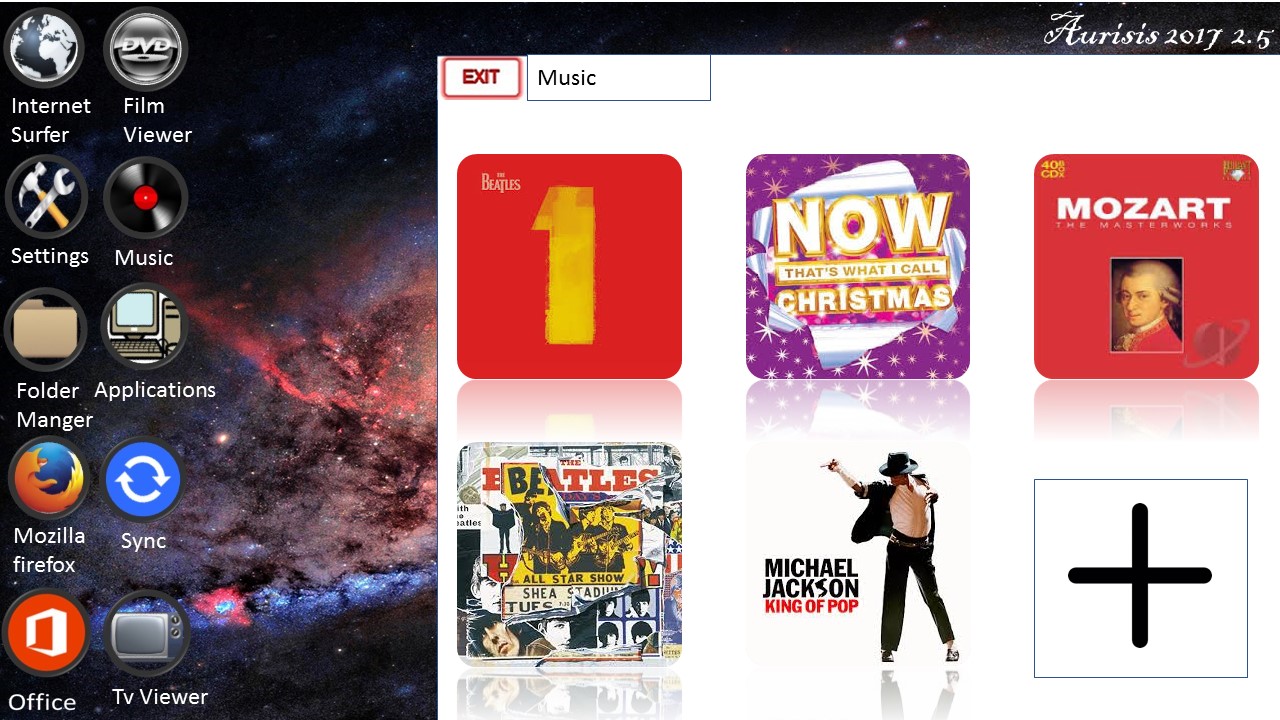 Aurisis 2017 2.5
Internet
Surfer
Film
Viewer
DVD
Settings
Music
Folder
Manger
Applications
Mozilla
firefox
Sync
Office
Tv Viewer
EXIT
Music
THE
BEATLES
1
NOW
THAT'S WHAT I CALL
CHRISTMAS
40
CDX
MOZART
THE MASTERWORKS
THE
BEATLES
ALL STAR SHOW
SHEA STADIUM
TUES
MICHAEL
JACKSON
KING OF POP